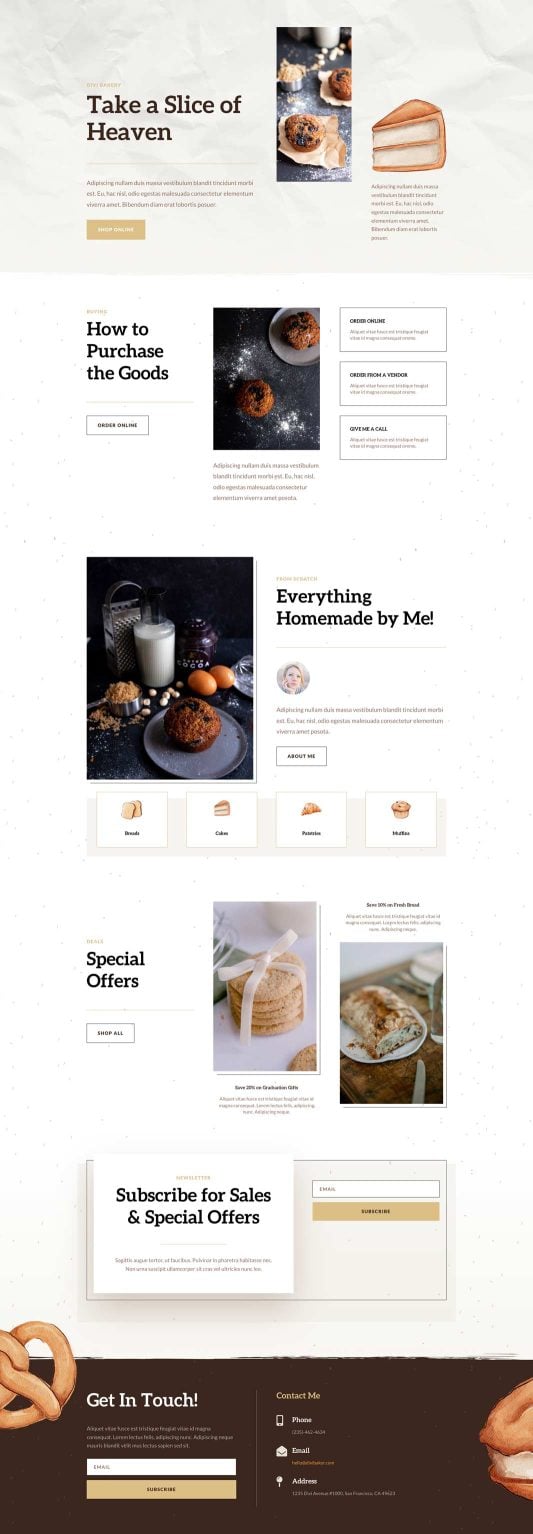 DIVI BAKERY
Take a Slice of
Heaven
Adipiscing nullam duis massa vestibulum blandit tincidunt morbi
est. Eu, hac nisl, odio egestas malesuada consectetur elementum
viverra amet. Bibendum diam erat lobortis posuer.
SHOP ONLINE
Adipiscing nullam duis massa
vestibulum blandit tincidunt
morbi est. Eu, hac nisl, odio
egestas malesuada
consectetur elementum
Bibendum diam erat lobortis
posuer.
BUYING
How to
Purchase
the Goods
ORDER ONLINE
Adipiscing nullam duis massa vestibulum
blandit tincidunt morbi est. Eu, hac nisl,
odio egestas malesuada consectetur
elementum viverra amet posota.
ORDER ONLINE
Aliquet vitae fusce est tristique feugiat
vitae id magna consequat oremo.
ORDER FROM A VENDOR
Aliquet vitae fusce est tristique feugiat
vitae id magna consequat oremo.
GIVE ME A CALL
Aliquet vitae fusce est tristique feugiat
vitae id magna consequat oremo.
DUTCH
COCOA
FROM SCRATCH
Everything
Homemade by Me!
Adipiscing nullam duis massa vestibulum blandit tincidunt morbi
est. Eu, hac nisl, odio egestas malesuada consectetur elementum
viverra amet posota.
ABOUT ME
Breads
Cakes
Patstries
Muffins
DEALS
Special
Offers
SHOP ALL
Save 20% on Graduation Gifts
Aliquet vitae fusce est tristique feugiat vitae id
magna consequat. Lorem lectus felis, adipiscing
nunc. Adipiscing neque.
Save 10% on Fresh Bread
Aliquet vitae fusce est tristique feugiat vitae id
magna consequat. Lorem lectus felis, adipiscing
nunc. Adipiscing neque.
NEWSLETTER
Subscribe for Sales
& Special Offers
Sagittis augue tortor, ut faucibus. Pulvinar in pharetra habitasse nec.
Non urna suscipit ullamcorper sit cras vel ultricies nunc leo.
EMAIL
SUBSCRIBE
Get In Touch!
Aliquet vitae fusce est tristique feugiat vitae id magna
consequat. Lorem lectus felis, adipiscing nunc. Adipiscing neque
mauris blandit velit mus lectus sapien sed sit.
EMAIL
SUBSCRIBE
Contact Me
Phone
(235)-462-4634
Email
hello@divibaker.com
Address
1235 Divi Avenue #1000, San Francisco, CA 49623